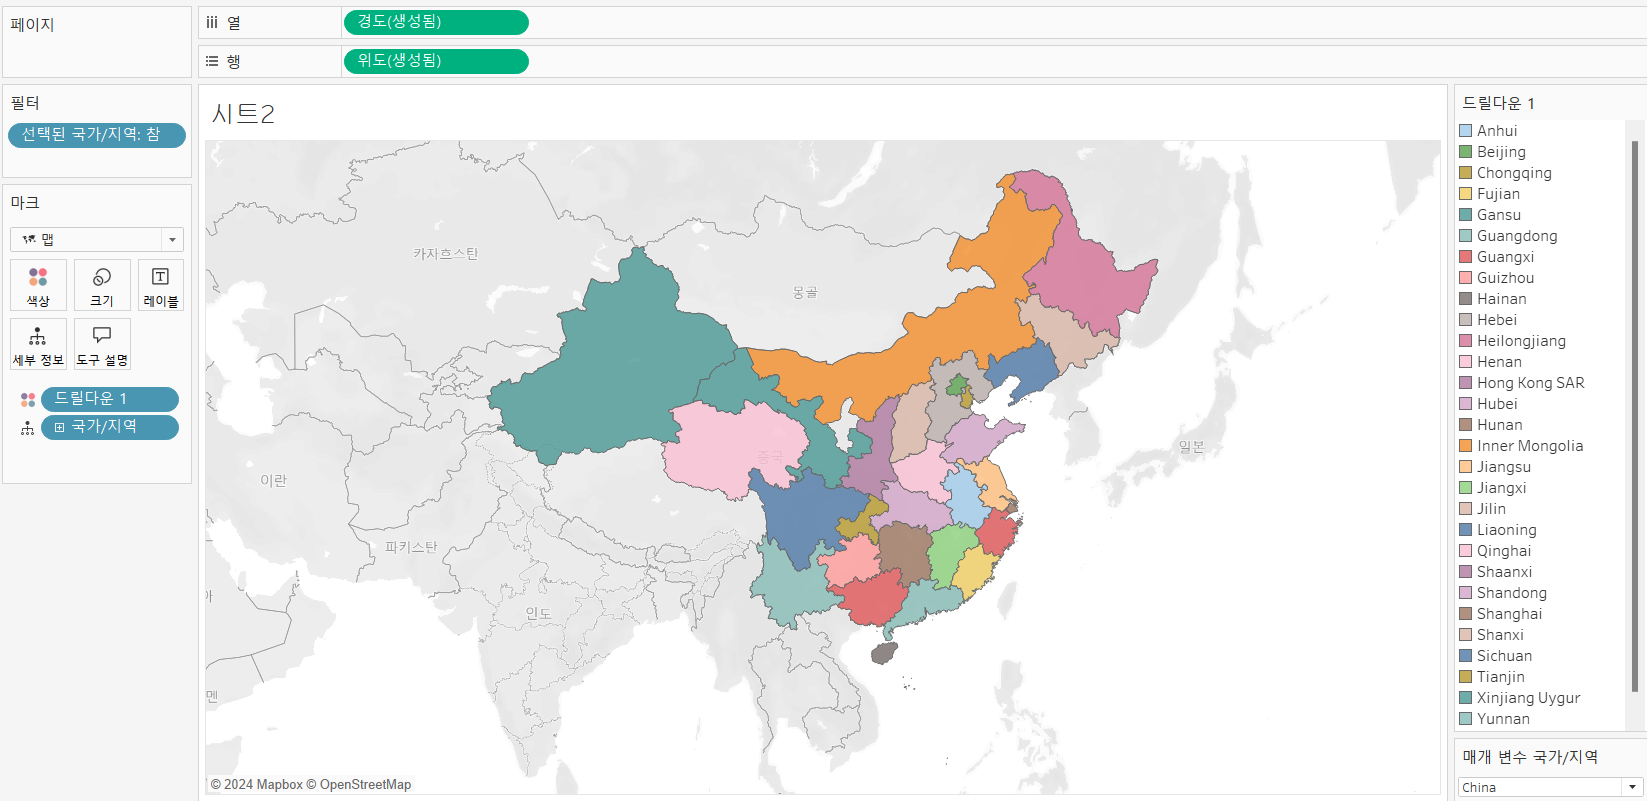 페이지
열
경도(생성됨)
행
위도(생성됨)
필터
선택된 국가/지역: 참
마크
맵
색상
크기
레이블
세부 정보
도구 설명
드릴다운 1
국가/지역
시트2
카자흐스탄
몽골
중국
일본
이란
파키스탄
인도
멘
© 2024 Mapbox © OpenStreetMap
드릴다운 1
Anhui
Beijing
Chongqing
Fujian
Gansu
Guangdong
Guangxi
Guizhou
Hainan
Hebei
Heilongjiang
Henan
Hong Kong SAR
Hubei
Hunan
Inner Mongolia
Jiangsu
Jiangxi
Jilin
Liaoning
Qinghai
Shaanxi
Shandong
Shanghai
Shanxi
Sichuan
Tianjin
Xinjiang Uygur
Yunnan
매개 변수 국가/지역
China